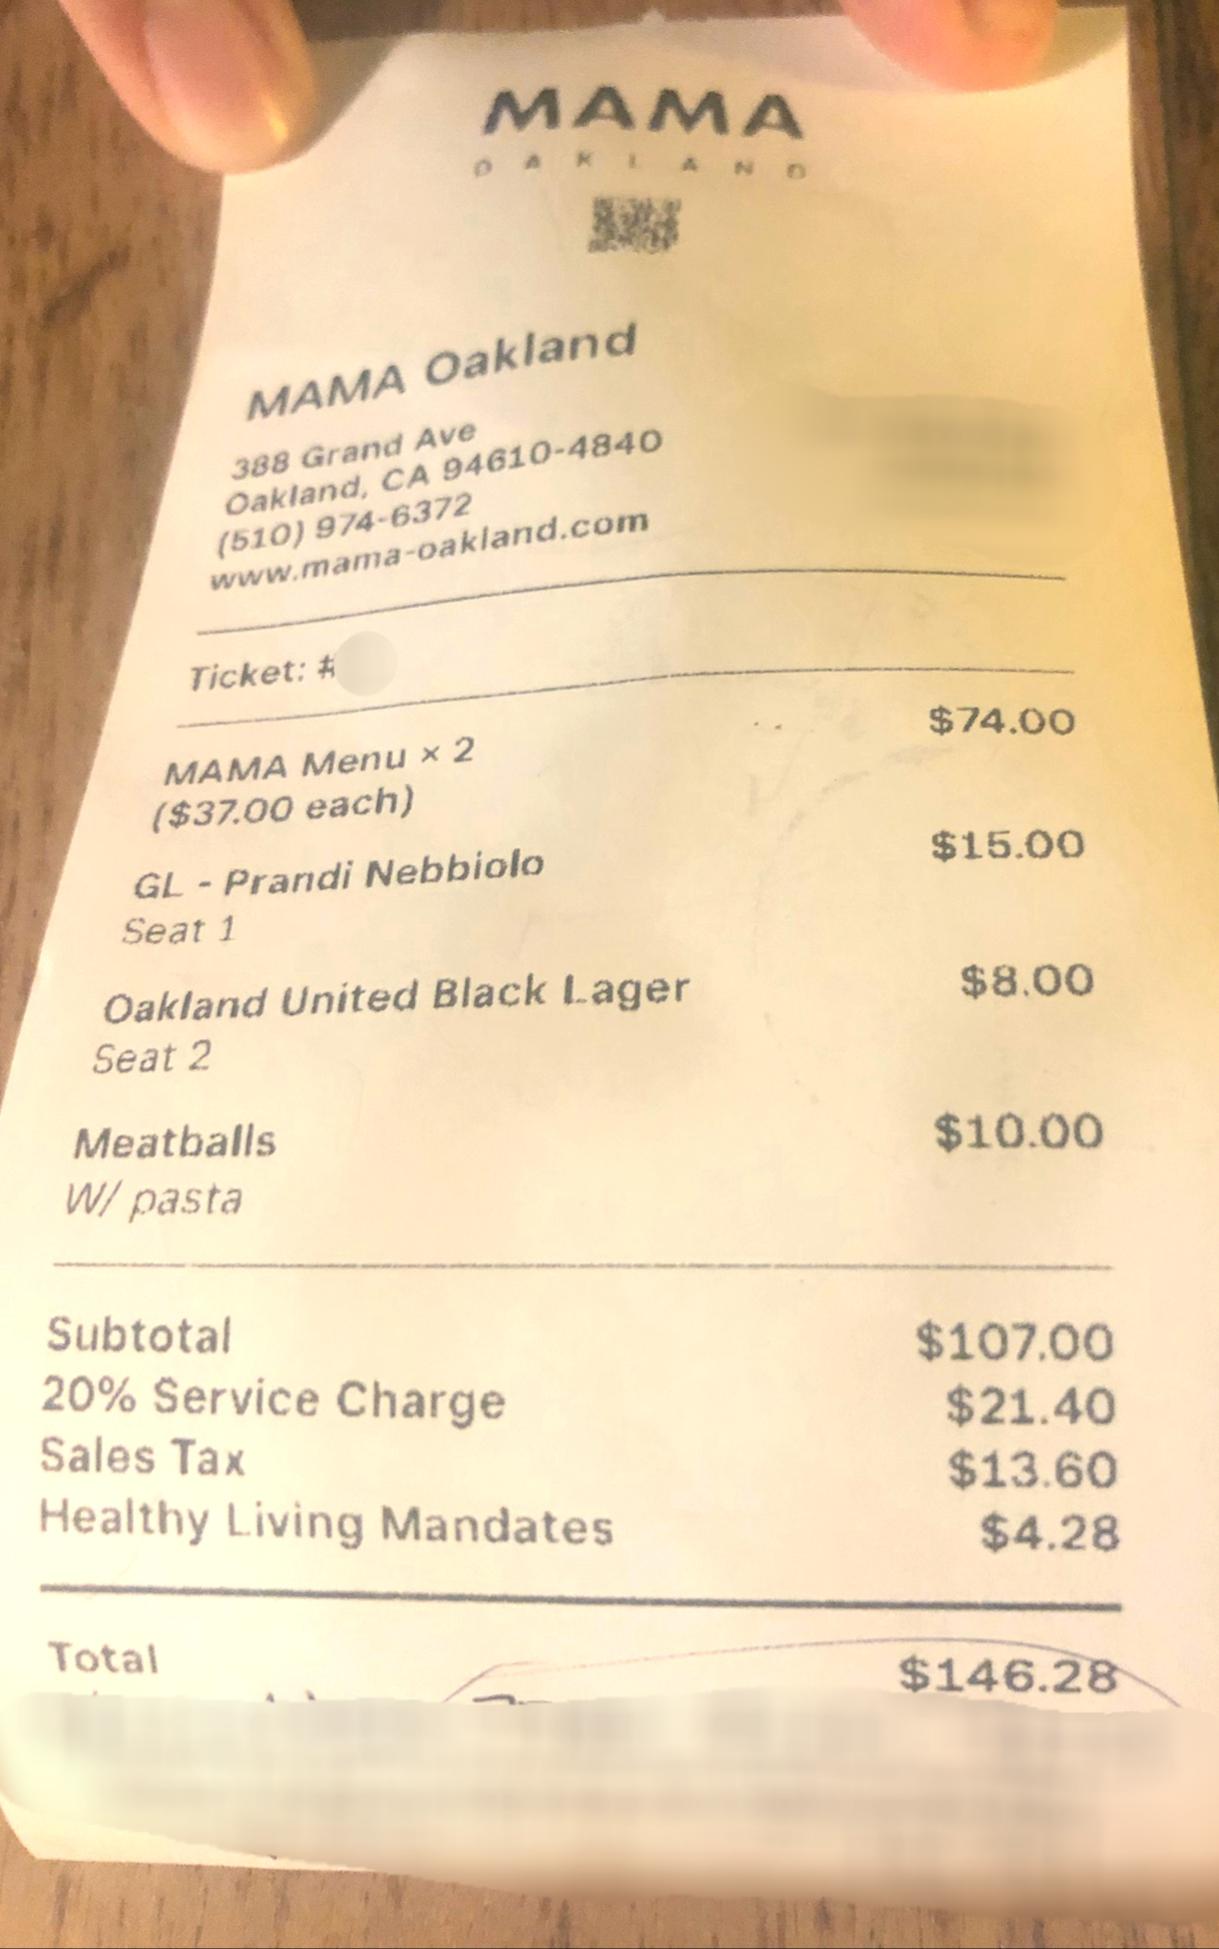 MAMA
OAKLAND
MAMA Oakland
388 Grand Ave
Oakland, CA 94610-4840
(510) 974-6372
www.mama-oakland.com
Ticket: #
MAMA Menu × 2 $74.00
($37.00 each)
GL - Prandi Nebbiolo $15.00
Seat 1
Oakland United Black Lager $8.00
Seat 2
Meatballs $10.00
W/ pasta
Subtotal $107.00
20% Service Charge $21.40
Sales Tax $13.60
Healthy Living Mandates $4.28
Total $146.28